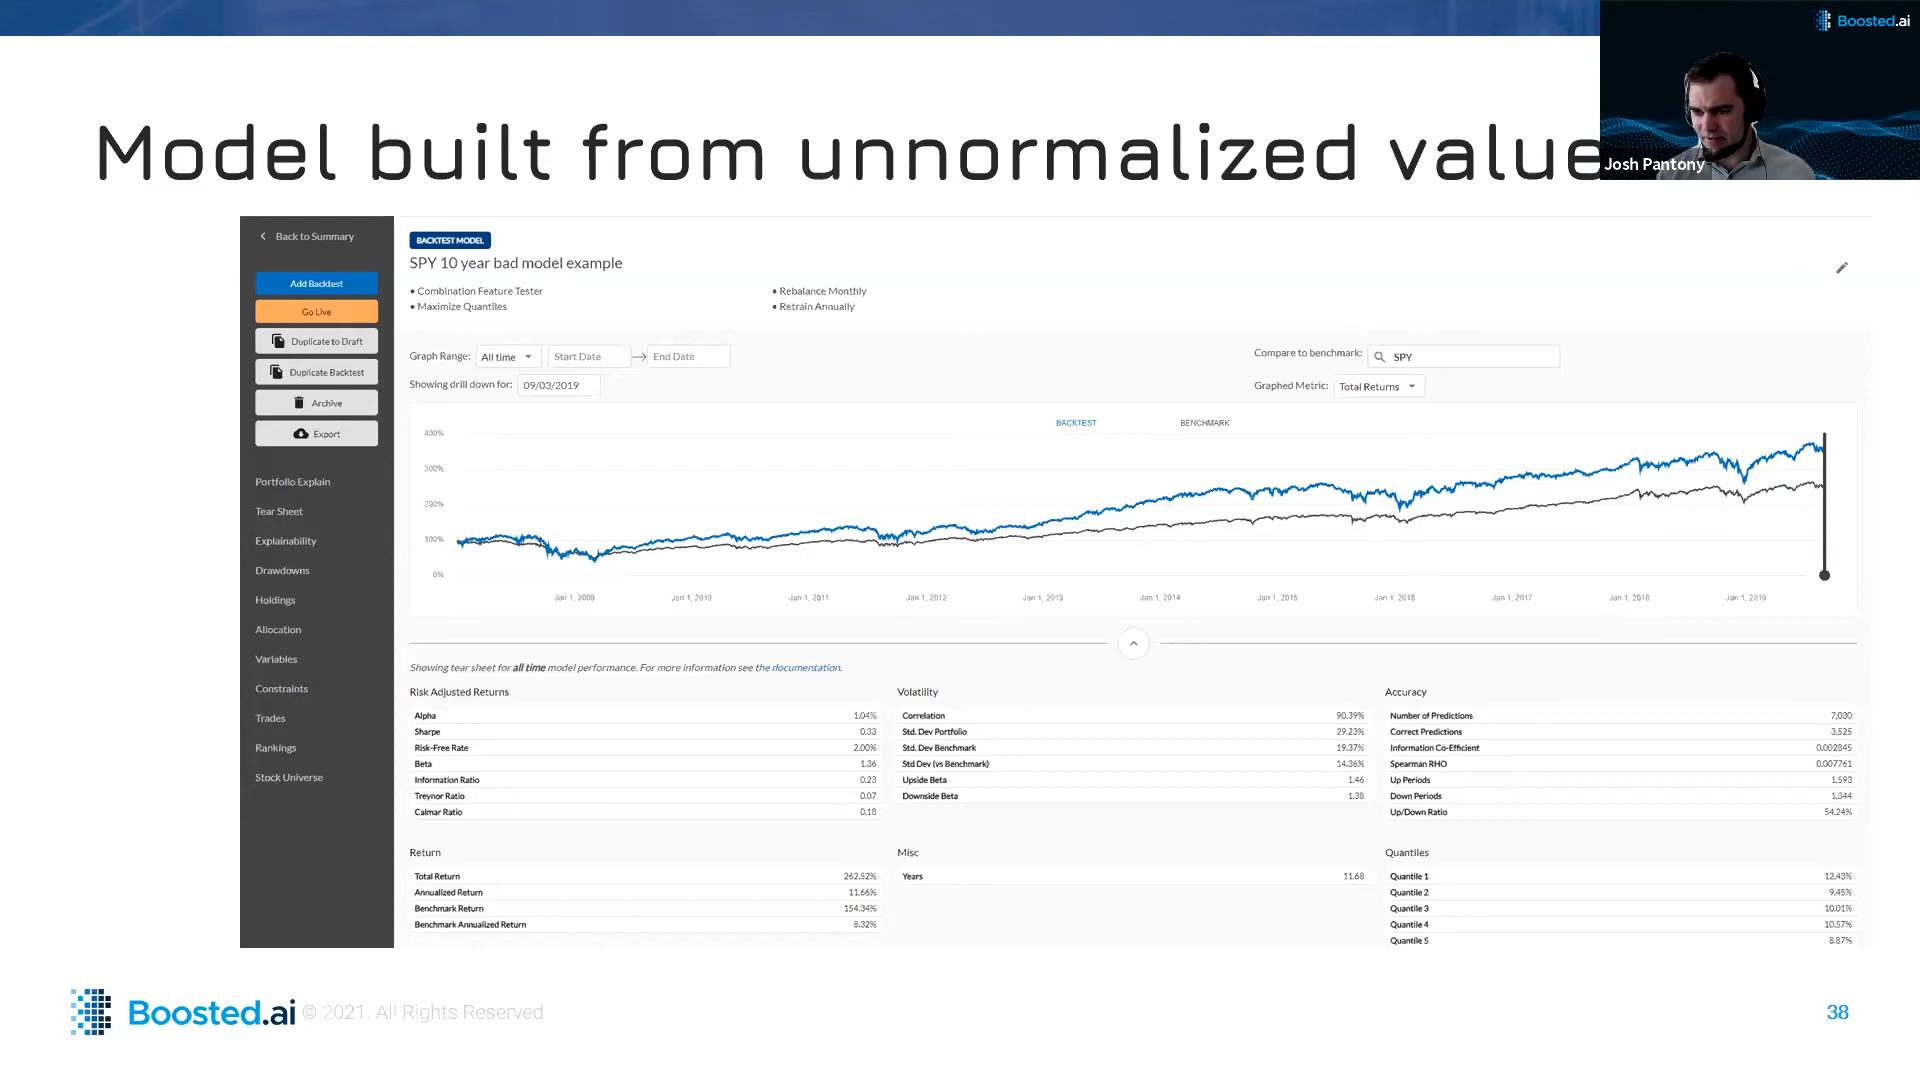 Boosted.ai
Model built from unnormalized value
Josh Pantony
Back to Summary
Add Backtest
Go Live
Duplicate to Draft
Duplicate Backtest
Archive
Export
Portfolio Explain
Tear Sheet
Explainability
Drawdowns
Holdings
Allocation
Variables
Constraints
Trades
Rankings
Stock Universe
BACKTEST MODEL
SPY 10 year bad model example
• Combination Feature Tester
• Maximize Quantiles
• Rebalance Monthly
• Retrain Annually
Graph Range: All time Start Date End Date
Compare to benchmark: SPY
Showing drill down for: 09/03/2019
Graphed Metric: Total Returns
BACKTEST BENCHMARK
400%
300%
200%
100%
0%
Jan 1, 2009 Jan 1, 2010 Jan 1, 2011 Jan 1, 2012 Jan 1, 2013 Jan 1, 2014 Jan 1, 2015 Jan 1, 2016 Jan 1, 2017 Jan 1, 2018 Jan 1, 2019
Showing tear sheet for all time model performance. For more information see the documentation.
Risk Adjusted Returns
Alpha 1.04%
Sharpe 0.33
Risk-Free Rate 2.00%
Beta 1.36
Information Ratio 0.23
Treynor Ratio 0.07
Calmar Ratio 0.18
Volatility
Correlation 90.39%
Std. Dev Portfolio 29.23%
Std. Dev Benchmark 19.37%
Std Dev (vs Benchmark) 14.36%
Upside Beta 1.46
Downside Beta 1.38
Accuracy
Number of Predictions 7,030
Correct Predictions 3,525
Information Co-Efficient 0.002845
Spearman RHO 0.007761
Up Periods 1,593
Down Periods 1,344
Up/Down Ratio 54.24%
Return
Total Return 262.52%
Annualized Return 11.66%
Benchmark Return 154.34%
Benchmark Annualized Return 8.32%
Misc
Years 11.68
Quantiles
Quantile 1 12.43%
Quantile 2 9.45%
Quantile 3 10.01%
Quantile 4 10.57%
Quantile 5 8.87%
Boosted.ai © 2021. All Rights Reserved
38